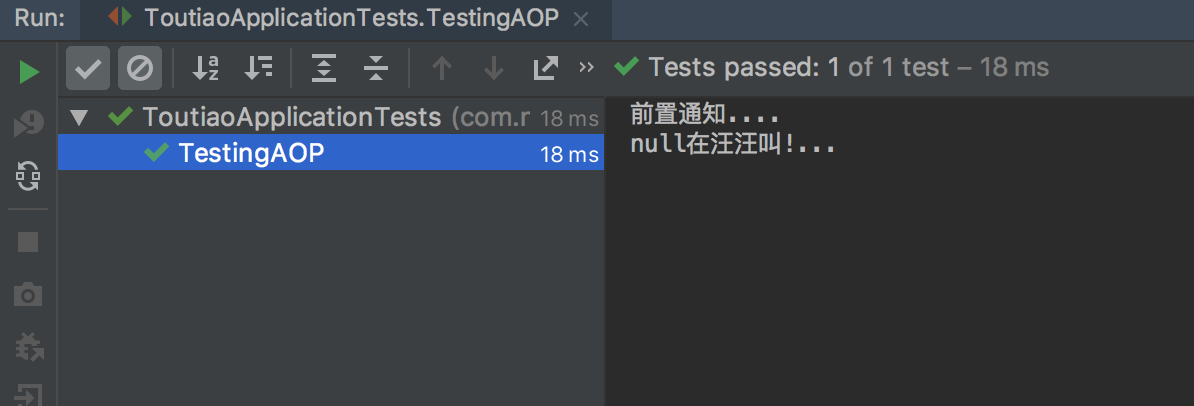 Run: ToutiaoApplicationTests.TestingAOP
Tests passed: 1 of 1 test – 18 ms
ToutiaoApplicationTests (com.r 18 ms
TestingAOP 18 ms
前置通知....
null在汪汪叫!...